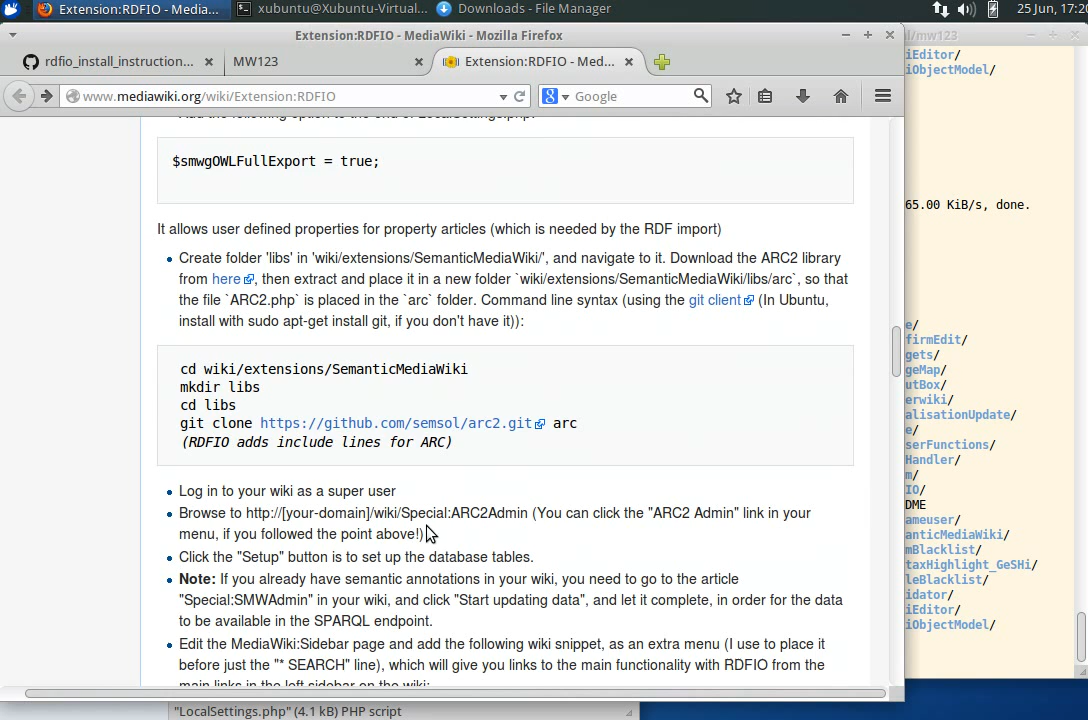 Extension:RDFIO - Media...
xubuntu@Xubuntu-Virtual...
Downloads - File Manager
25 Jun, 17:20
Extension:RDFIO - MediaWiki - Mozilla Firefox
al/mw123
rdfio_install_instruction...
MW123
Extension:RDFIO - Med...
www.mediawiki.org/wiki/Extension:RDFIO
Google
iEditor/
iObjectModel/
$smwgOWLFullExport = true;
65.00 KiB/s, done.
It allows user defined properties for property articles (which is needed by the RDF import)
Create folder 'libs' in 'wiki/extensions/SemanticMediaWiki/', and navigate to it. Download the ARC2 library
from here, then extract and place it in a new folder `wiki/extensions/SemanticMediaWiki/libs/arc`, so that
the file `ARC2.php` is placed in the `arc` folder. Command line syntax (using the git client (In Ubuntu,
install with sudo apt-get install git, if you don't have it)):
cd wiki/extensions/SemanticMediaWiki
mkdir libs
cd libs
git clone https://github.com/semsol/arc2.git arc
(RDFIO adds include lines for ARC)
Log in to your wiki as a super user
Browse to http://[your-domain]/wiki/Special:ARC2Admin (You can click the "ARC2 Admin" link in your
menu, if you followed the point above!)
Click the "Setup" button is to set up the database tables.
Note: If you already have semantic annotations in your wiki, you need to go to the article
"Special:SMWAdmin" in your wiki, and click "Start updating data", and let it complete, in order for the data
to be available in the SPARQL endpoint.
Edit the MediaWiki:Sidebar page and add the following wiki snippet, as an extra menu (I use to place it
before just the "* SEARCH" line), which will give you links to the main functionality with RDFIO from the
main links in the left sidebar on the wiki:
e/
firmEdit/
gets/
geMap/
utBox/
erwiki/
alisationUpdate/
e/
serFunctions/
Handler/
m/
IO/
DME
ameuser/
anticMediaWiki/
mBlacklist/
taxHighlight_GeSHi/
leBlacklist/
idator/
iEditor/
iObjectModel/
"LocalSettings.php" (4.1 kB) PHP script